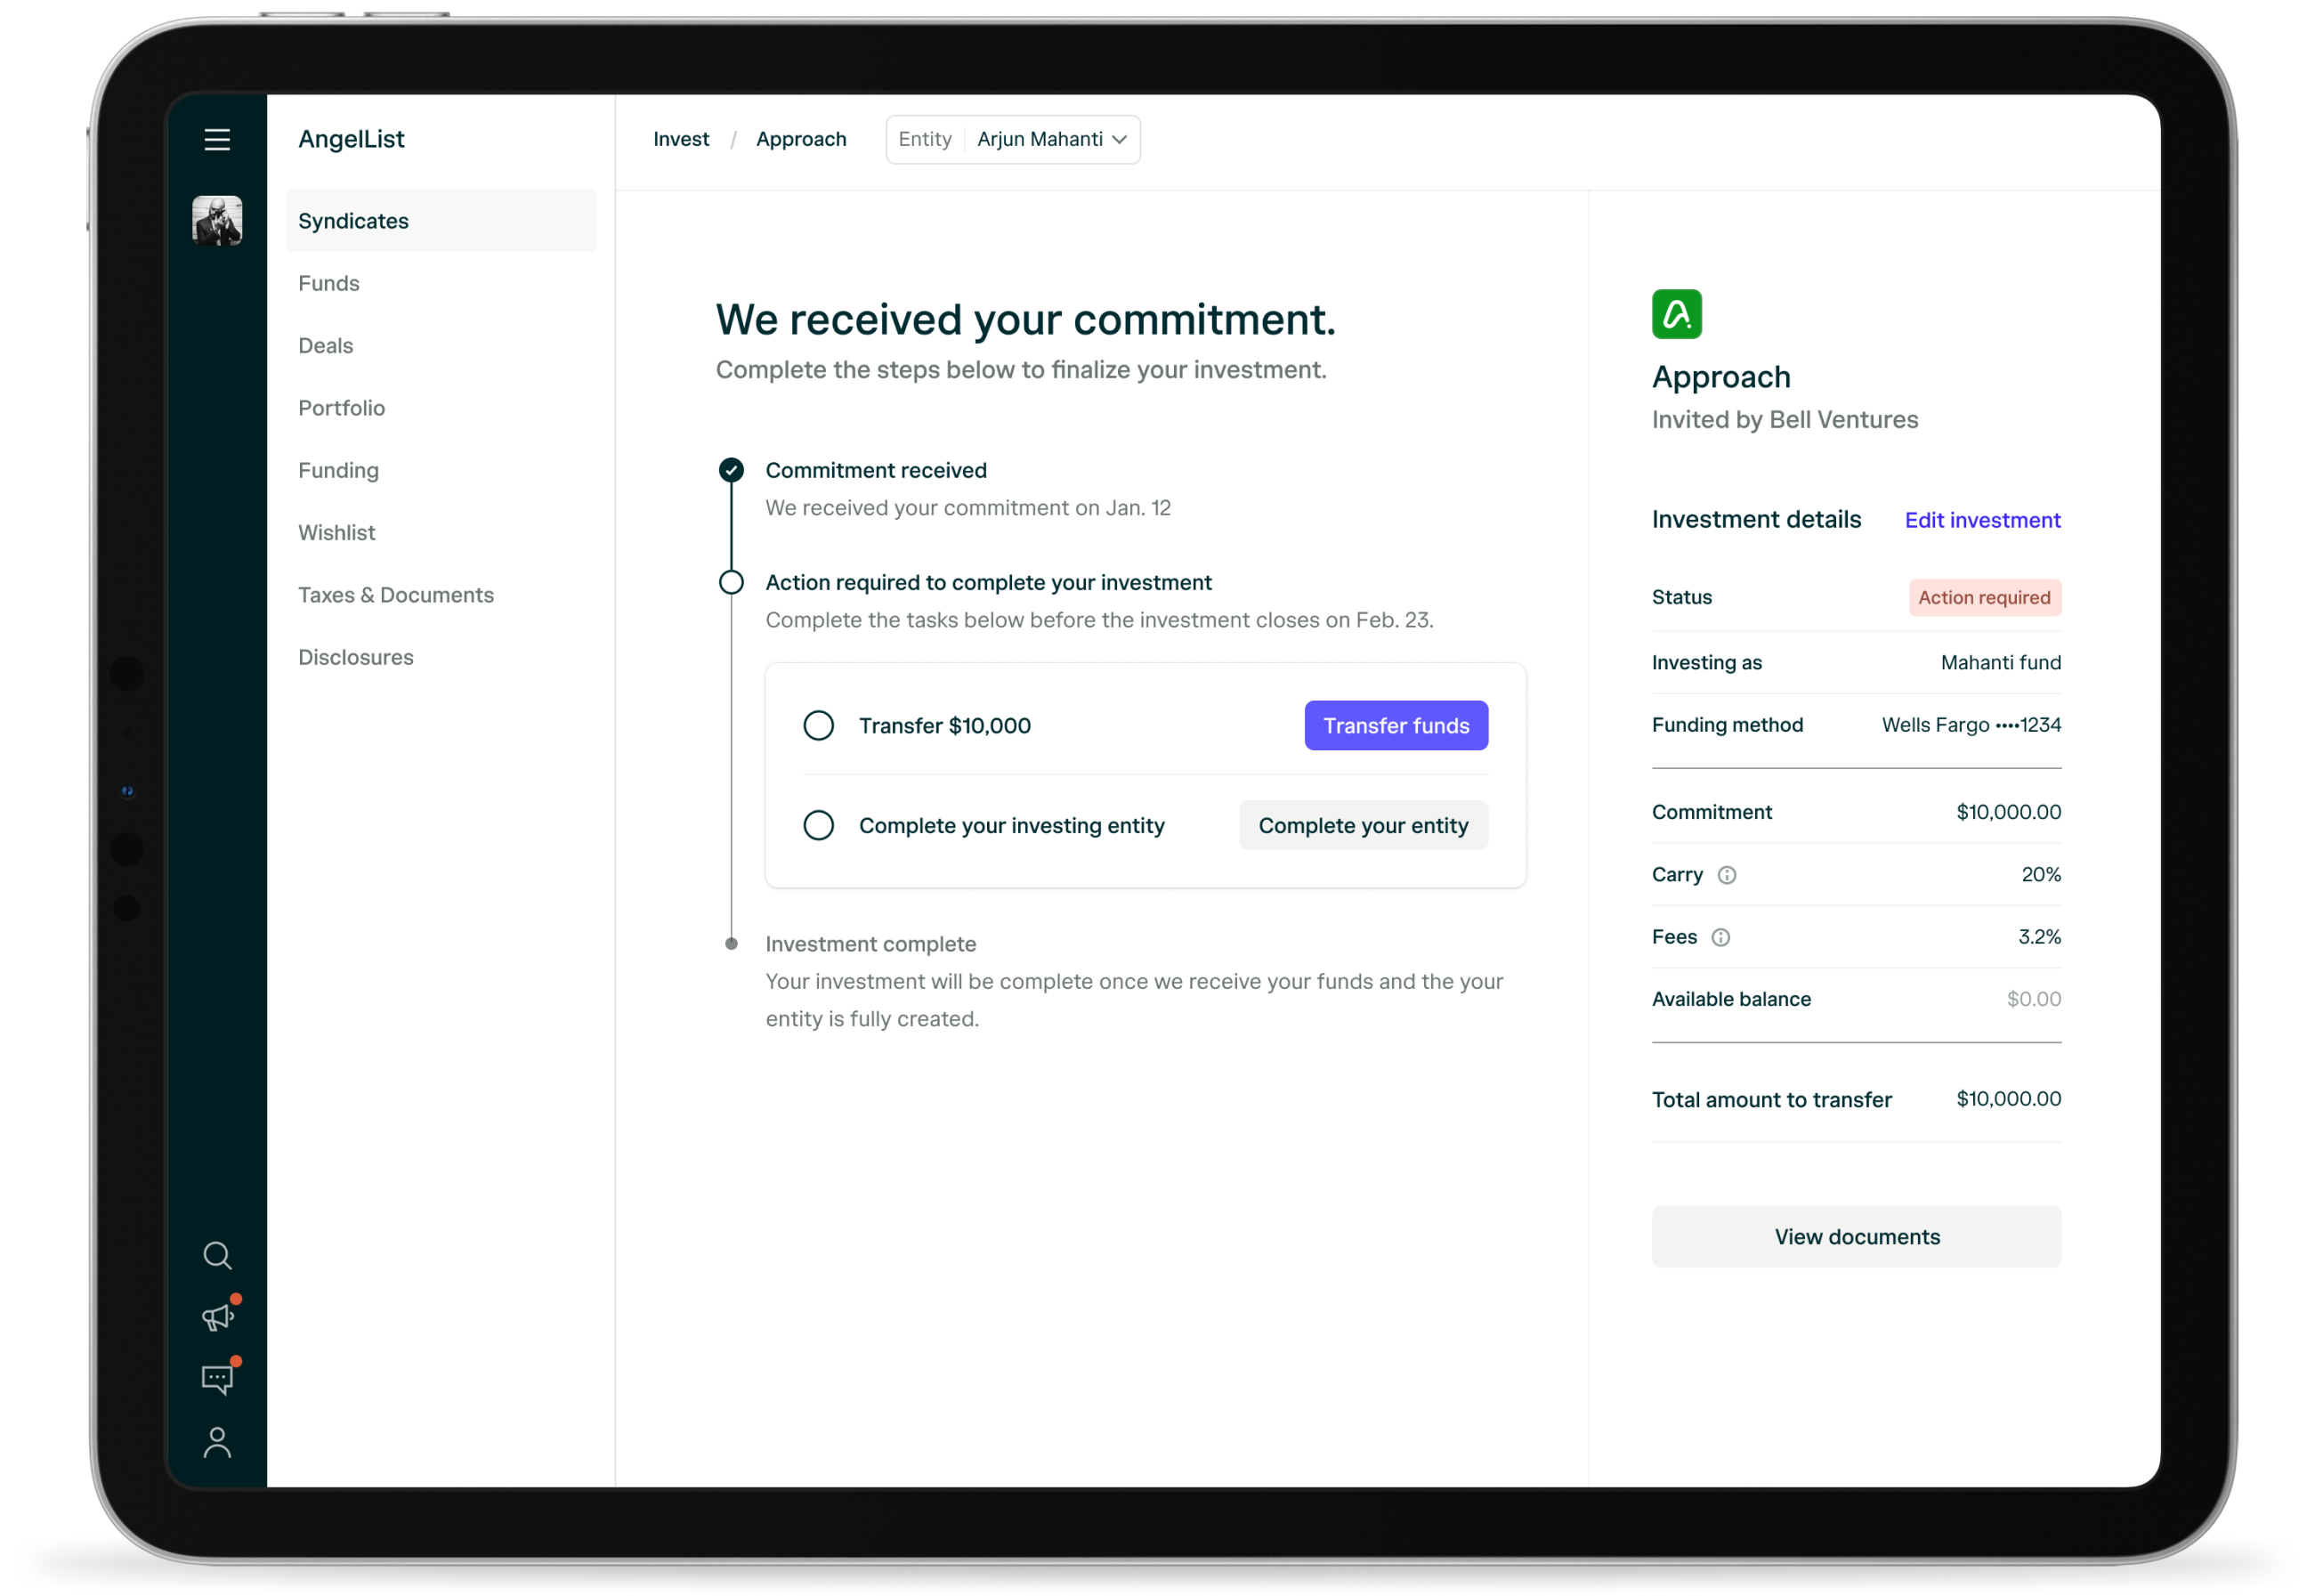 AngelList
Syndicates
Funds
Deals
Portfolio
Funding
Wishlist
Taxes & Documents
Disclosures
Invest / Approach
Entity Arjun Mahanti
We received your commitment.
Complete the steps below to finalize your investment.
Commitment received
We received your commitment on Jan. 12
Action required to complete your investment
Complete the tasks below before the investment closes on Feb. 23.
Transfer $10,000 Transfer funds
Complete your investing entity Complete your entity
Investment complete
Your investment will be complete once we receive your funds and the your
entity is fully created.
Approach
Invited by Bell Ventures
Investment details Edit investment
Status Action required
Investing as Mahanti fund
Funding method Wells Fargo ••••1234
Commitment $10,000.00
Carry 20%
Fees 3.2%
Available balance $0.00
Total amount to transfer $10,000.00
View documents